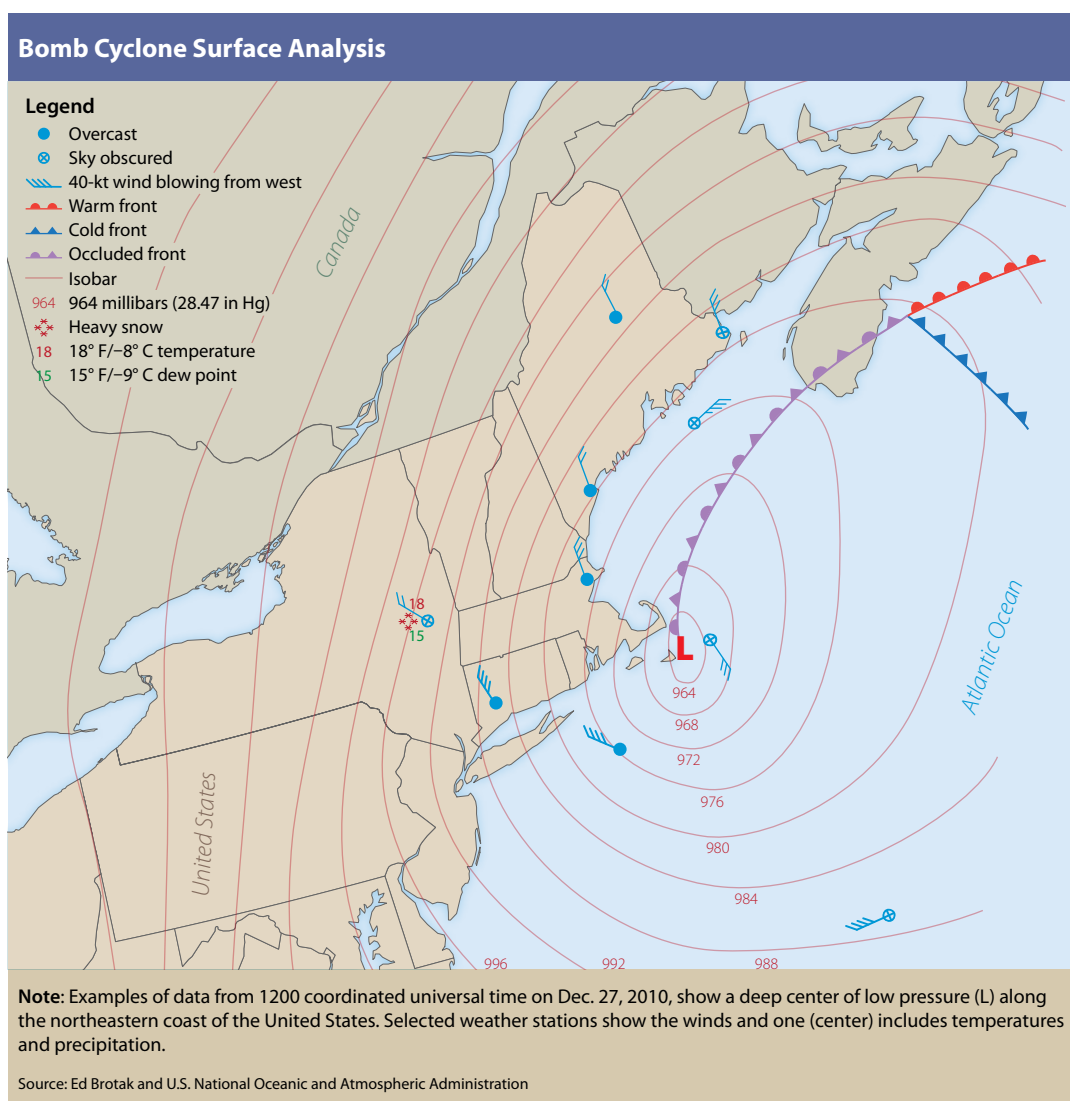 Bomb Cyclone Surface Analysis
Legend
Overcast
Sky obscured
40-kt wind blowing from west
Warm front
Cold front
Occluded front
Isobar
964 964 millibars (28.47 in Hg)
Heavy snow
18 18° F/−8° C temperature
15 15° F/−9° C dew point
Canada
18
15
L
Atlantic Ocean
United States
964
968
972
976
980
984
996
992
988
Note: Examples of data from 1200 coordinated universal time on Dec. 27, 2010, show a deep center of low pressure (L) along
the northeastern coast of the United States. Selected weather stations show the winds and one (center) includes temperatures
and precipitation.
Source: Ed Brotak and U.S. National Oceanic and Atmospheric Administration